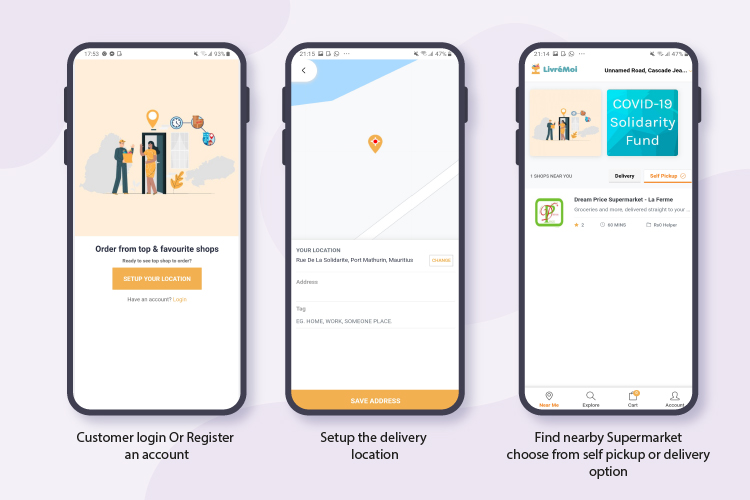 17:53
93%
Order from top & favourite shops
Ready to see top shop to order?
SETUP YOUR LOCATION
Have an account? Login
Customer login Or Register
an account
21:15
47%
YOUR LOCATION
Rue De La Solidarite, Port Mathurin, Mauritius
CHANGE
Address
Tag
EG. HOME, WORK, SOMEONE PLACE.
SAVE ADDRESS
Setup the delivery
location
21:14
47%
LivréMoi
Unnamed Road, Cascade Jea...
COVID-19
Solidarity
Fund
1 SHOPS NEAR YOU
Delivery
Self Pickup
Dream Price Supermarket - La Ferme
Groceries and more, delivered straight to your ...
2
60 MINS
Rs0 Helper
Near Me
Explore
Cart
Account
Find nearby Supermarket
choose from self pickup or delivery
option